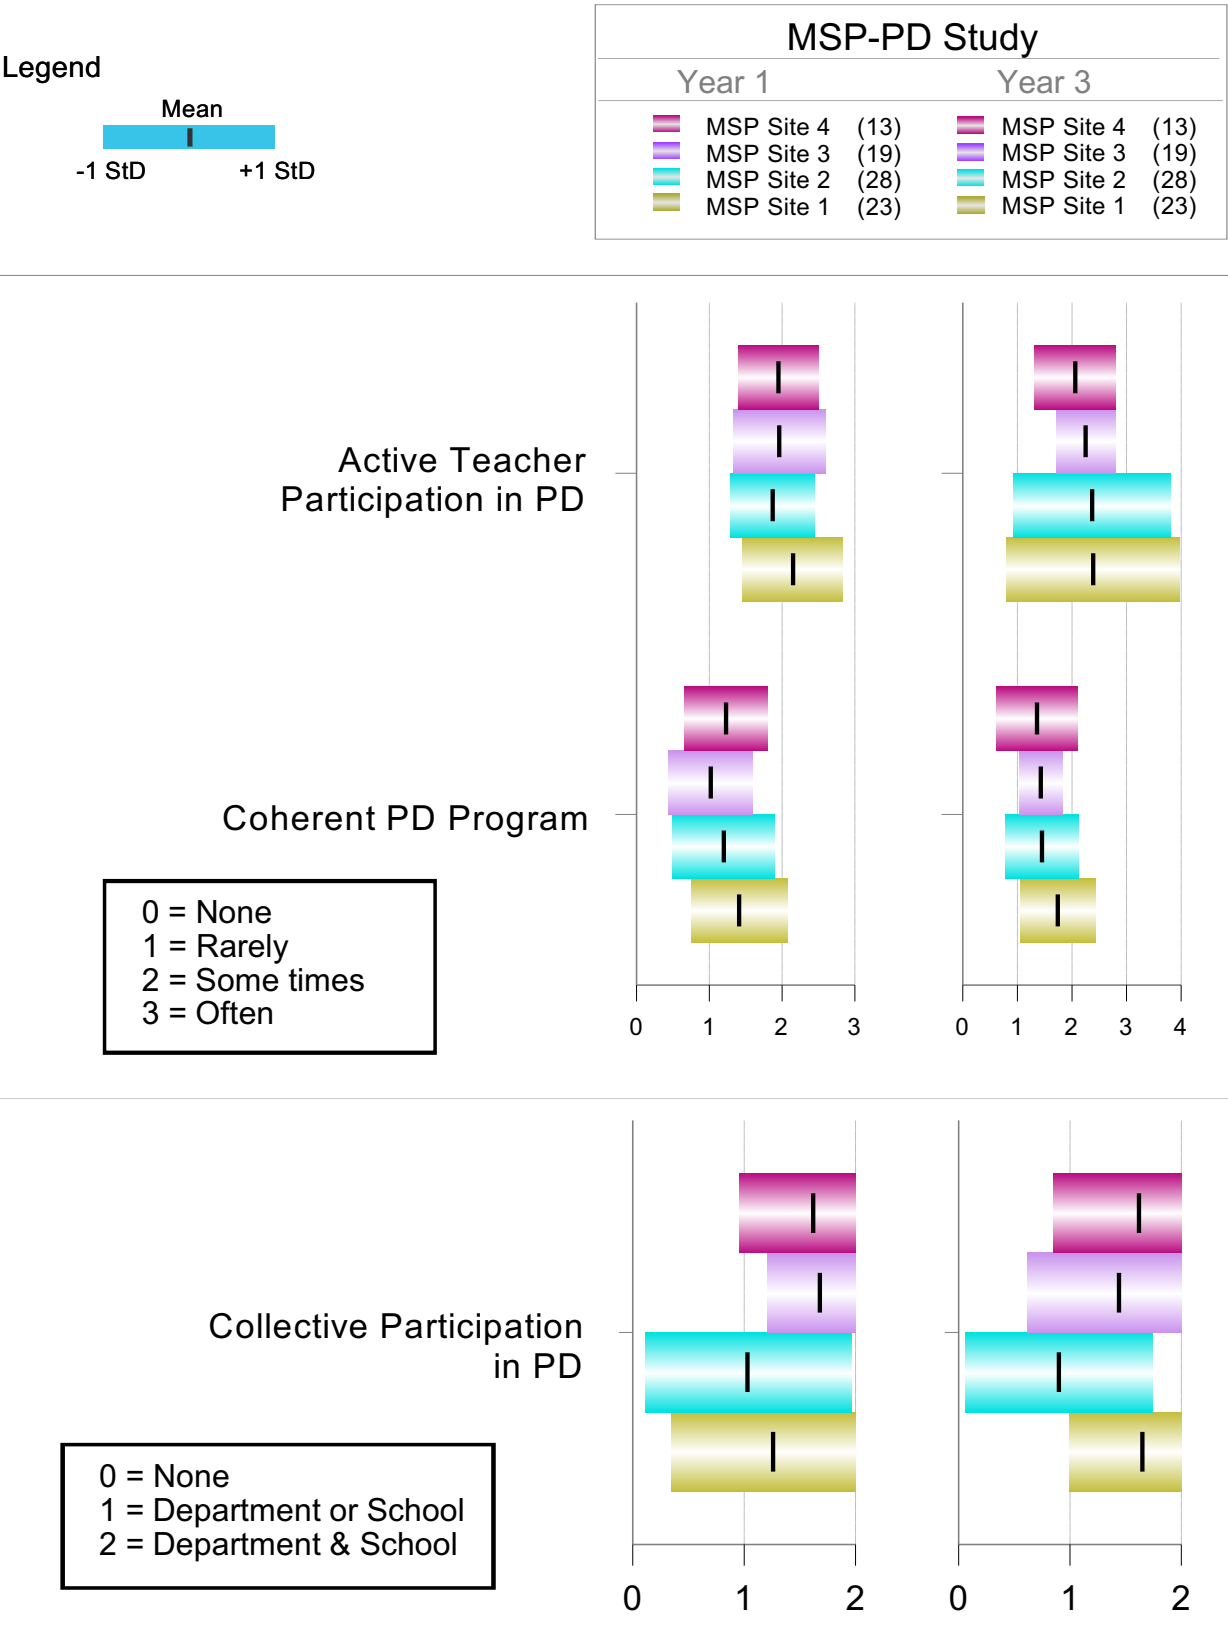 Legend
Mean
-1 StD +1 StD
MSP-PD Study
Year 1 Year 3
MSP Site 4 (13) MSP Site 4 (13)
MSP Site 3 (19) MSP Site 3 (19)
MSP Site 2 (28) MSP Site 2 (28)
MSP Site 1 (23) MSP Site 1 (23)
Active Teacher
Participation in PD
Coherent PD Program
0 = None
1 = Rarely
2 = Some times
3 = Often
0 1 2 3 0 1 2 3 4
Collective Participation
in PD
0 = None
1 = Department or School
2 = Department & School
0 1 2 0 1 2